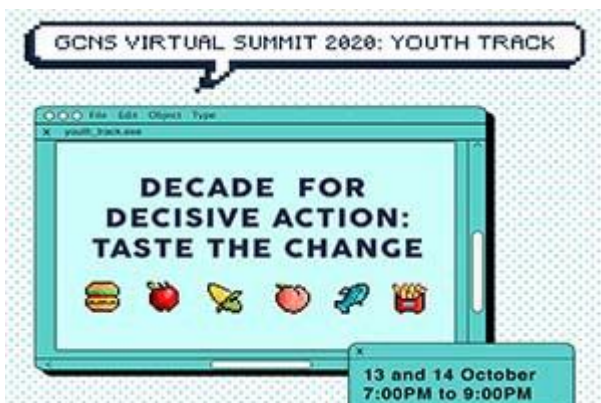 GCNS VIRTUAL SUMMIT 2020: YOUTH TRACK
File Edit Object Type
x youth_track.exe
DECADE FOR
DECISIVE ACTION:
TASTE THE CHANGE
x
13 and 14 October
7:00PM to 9:00PM